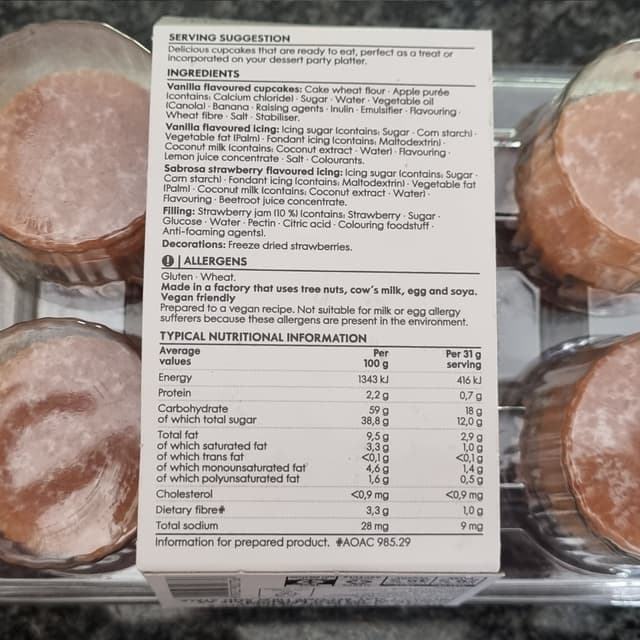 SERVING SUGGESTION
Delicious cupcakes that are ready to eat, perfect as a treat or
incorporated on your dessert party platter.
INGREDIENTS
Vanilla flavoured cupcakes: Cake wheat flour · Apple purée
(contains: Calcium chloride) · Sugar · Water · Vegetable oil
(Canola) · Banana · Raising agents · Inulin · Emulsifier · Flavouring ·
Wheat fibre · Salt · Stabiliser.
Vanilla flavoured icing: Icing sugar (contains: Sugar · Corn starch) ·
Vegetable fat (Palm) · Fondant icing (contains: Maltodextrin) ·
Coconut milk (contains: Coconut extract · Water) · Flavouring ·
Lemon juice concentrate · Salt · Colourants.
Sabrosa strawberry flavoured icing: Icing sugar (contains: Sugar ·
Corn starch) · Fondant icing (contains: Maltodextrin) · Vegetable fat
(Palm) · Coconut milk (contains: Coconut extract · Water) ·
Flavouring · Beetroot juice concentrate.
Filling: Strawberry jam (10 %) (contains: Strawberry · Sugar ·
Glucose · Water · Pectin · Citric acid · Colouring foodstuff ·
Anti-foaming agents).
Decorations: Freeze dried strawberries.
! | ALLERGENS
Gluten · Wheat.
Made in a factory that uses tree nuts, cow's milk, egg and soya.
Vegan friendly
Prepared to a vegan recipe. Not suitable for milk or egg allergy
sufferers because these allergens are present in the environment.
TYPICAL NUTRITIONAL INFORMATION
Average values Per 100 g Per 31 g serving
Energy 1343 kJ 416 kJ
Protein 2,2 g 0,7 g
Carbohydrate 59 g 18 g
of which total sugar 38,8 g 12,0 g
Total fat 9,5 g 2,9 g
of which saturated fat 3,3 g 1,0 g
of which trans fat <0,1 g <0,1 g
of which monounsaturated fat 4,6 g 1,4 g
of which polyunsaturated fat 1,6 g 0,5 g
Cholesterol <0,9 mg <0,9 mg
Dietary fibre# 3,3 g 1,0 g
Total sodium 28 mg 9 mg
Information for prepared product. #AOAC 985.29